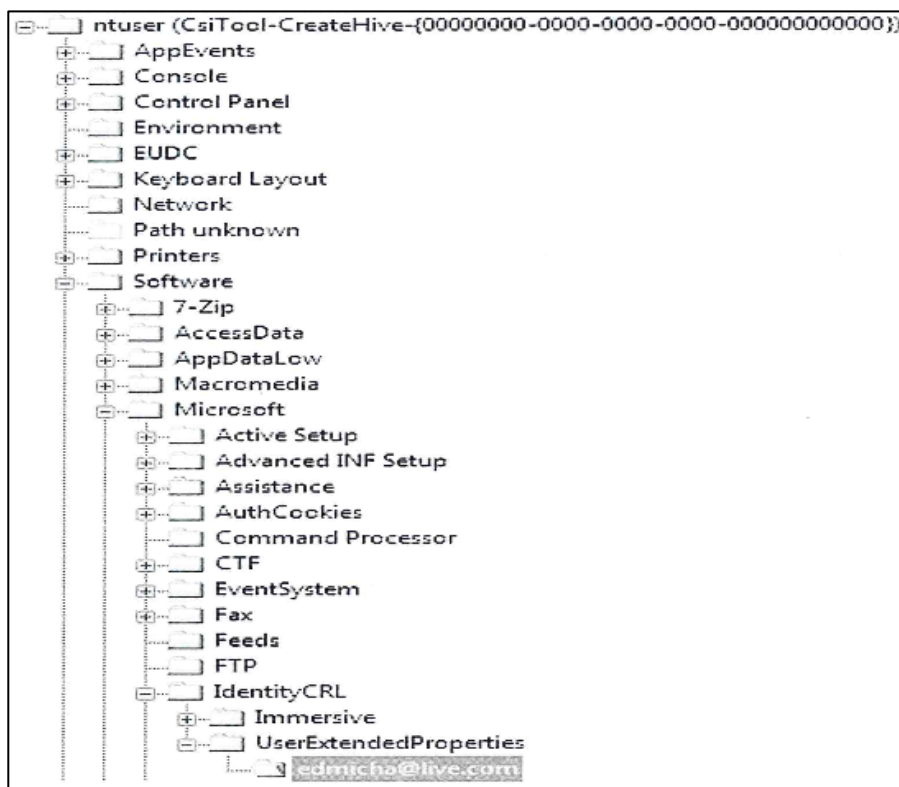 ntuser (CsiTool-CreateHive-{00000000-0000-0000-0000-000000000000})
AppEvents
Console
Control Panel
Environment
EUDC
Keyboard Layout
Network
Path unknown
Printers
Software
7-Zip
AccessData
AppDataLow
Macromedia
Microsoft
Active Setup
Advanced INF Setup
Assistance
AuthCookies
Command Processor
CTF
EventSystem
Fax
Feeds
FTP
IdentityCRL
Immersive
UserExtendedProperties
edmicha@live.com